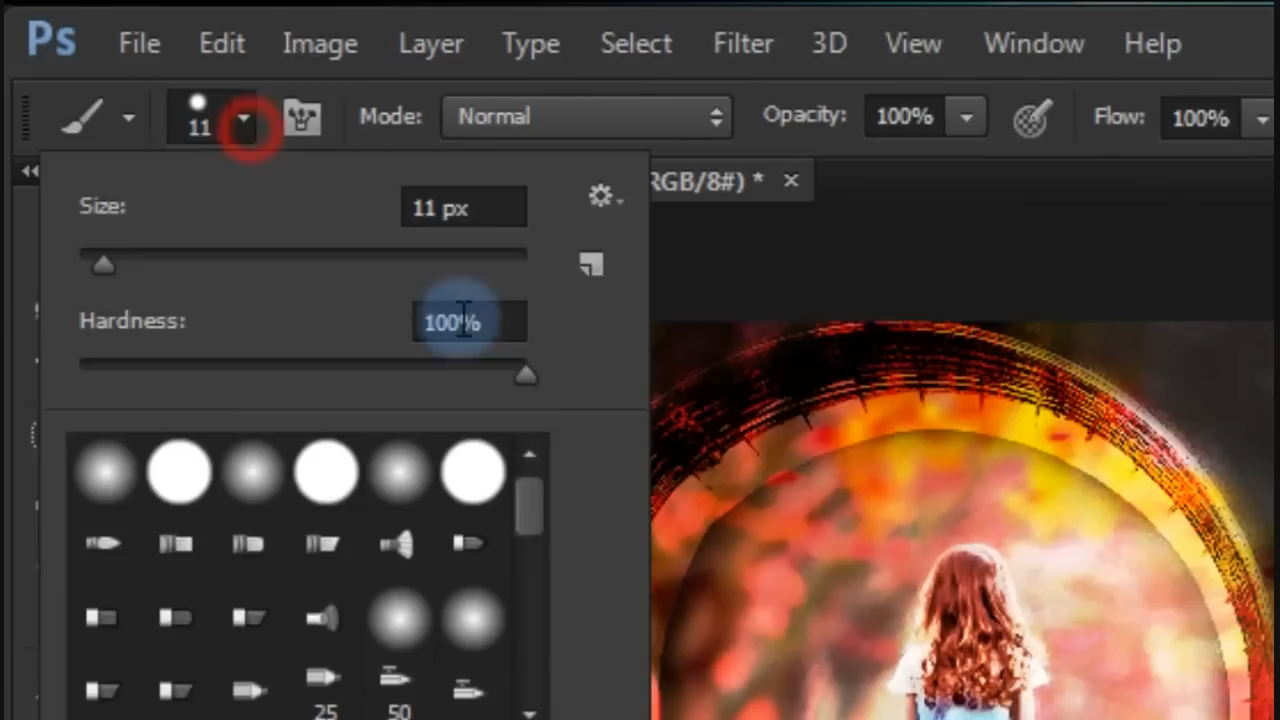 Ps File Edit Image Layer Type Select Filter 3D View Window Help
11 Mode: Normal Opacity: 100% Flow: 100%
RGB/8#) * ×
Size: 11 px
Hardness: 100%
25 50